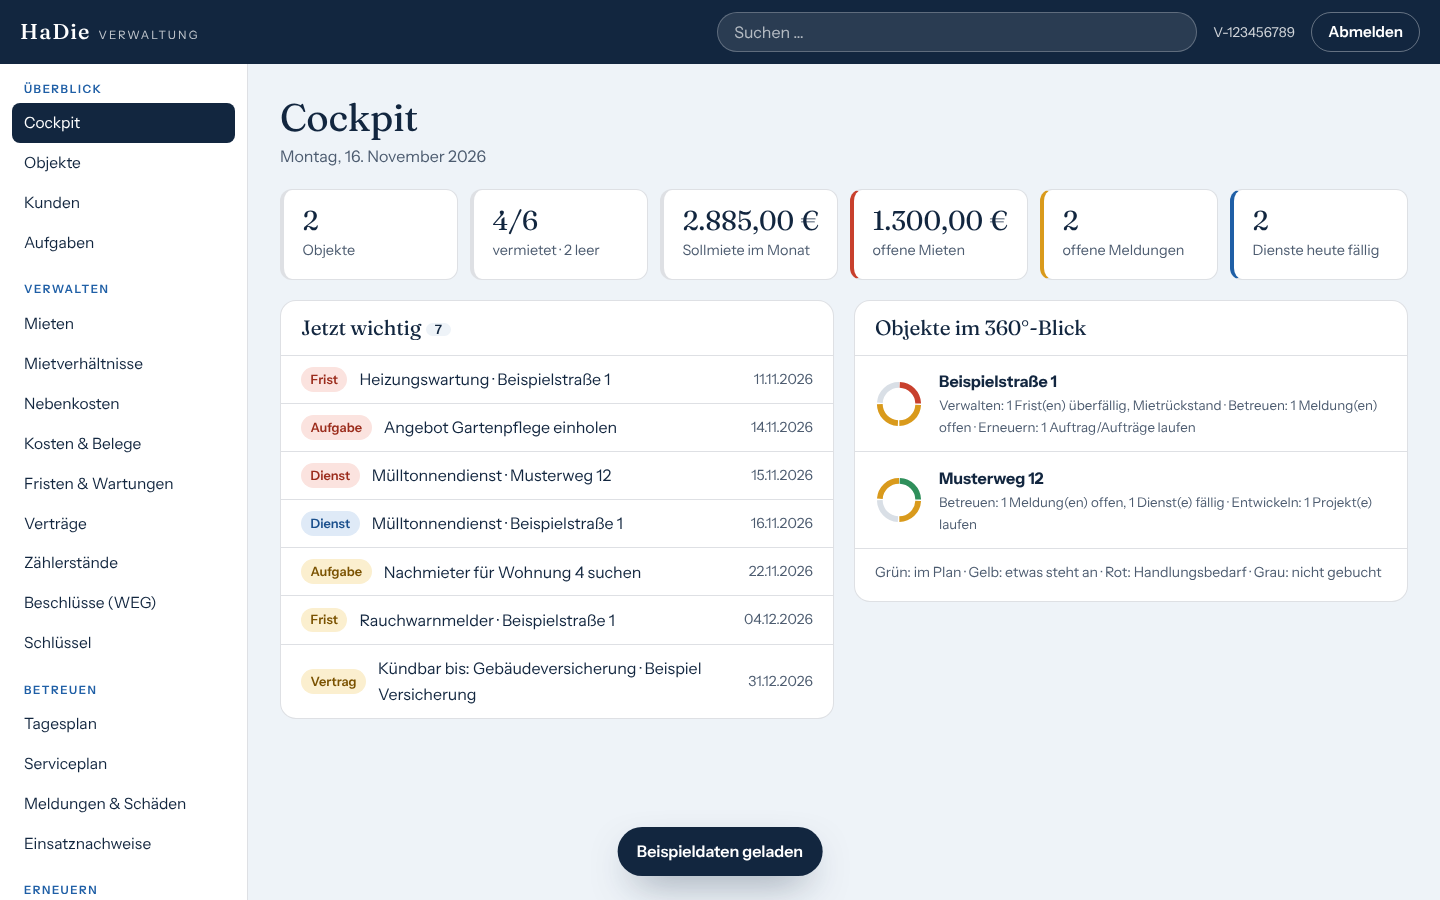 HaDie VERWALTUNG
Suchen ...
V-123456789
Abmelden
ÜBERBLICK
Cockpit
Objekte
Kunden
Aufgaben
VERWALTEN
Mieten
Mietverhältnisse
Nebenkosten
Kosten & Belege
Fristen & Wartungen
Verträge
Zählerstände
Beschlüsse (WEG)
Schlüssel
BETREUEN
Tagesplan
Serviceplan
Meldungen & Schäden
Einsatznachweise
ERNEUERN
Cockpit
Montag, 16. November 2026
2
Objekte
4/6
vermietet · 2 leer
2.885,00 €
Sollmiete im Monat
1.300,00 €
offene Mieten
2
offene Meldungen
2
Dienste heute fällig
Jetzt wichtig 7
Frist Heizungswartung · Beispielstraße 1 11.11.2026
Aufgabe Angebot Gartenpflege einholen 14.11.2026
Dienst Mülltonnendienst · Musterweg 12 15.11.2026
Dienst Mülltonnendienst · Beispielstraße 1 16.11.2026
Aufgabe Nachmieter für Wohnung 4 suchen 22.11.2026
Frist Rauchwarnmelder · Beispielstraße 1 04.12.2026
Vertrag Kündbar bis: Gebäudeversicherung · Beispiel
Versicherung 31.12.2026
Objekte im 360°-Blick
Beispielstraße 1
Verwalten: 1 Frist(en) überfällig, Mietrückstand · Betreuen: 1 Meldung(en)
offen · Erneuern: 1 Auftrag/Aufträge laufen
Musterweg 12
Betreuen: 1 Meldung(en) offen, 1 Dienst(e) fällig · Entwickeln: 1 Projekt(e)
laufen
Grün: im Plan · Gelb: etwas steht an · Rot: Handlungsbedarf · Grau: nicht gebucht
Beispieldaten geladen